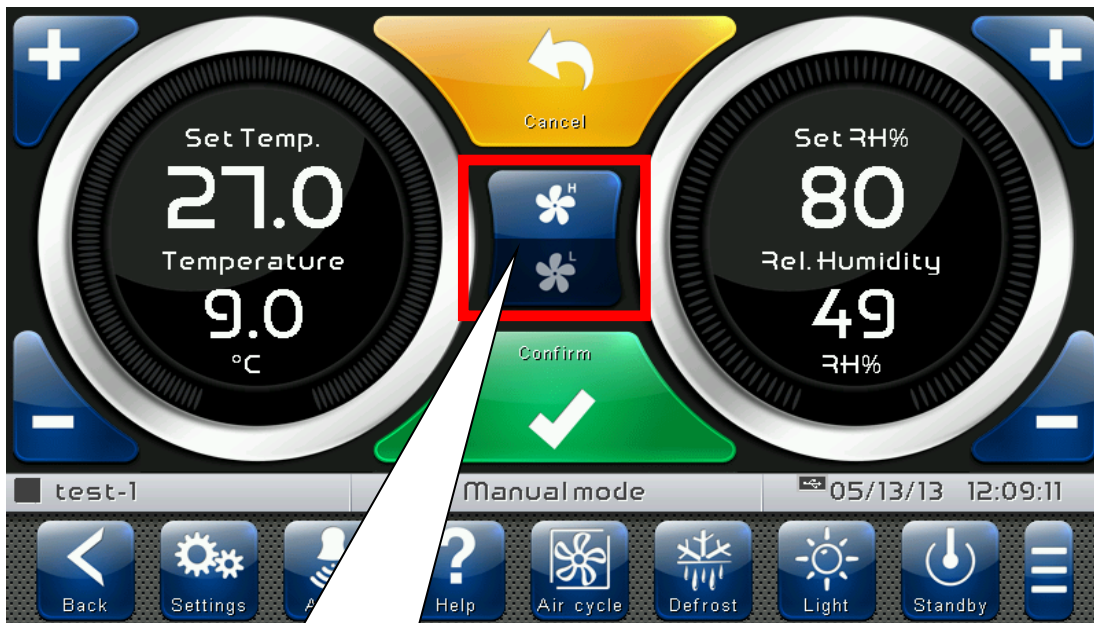 Cancel
Set Temp.
27.0
Temperature
9.0
°C
H
L
Set RH%
80
Rel. Humidity
49
RH%
Confirm
test-1
Manual mode
05/13/13 12:09:11
Back
Settings
Help
Air cycle
Defrost
Light
Standby